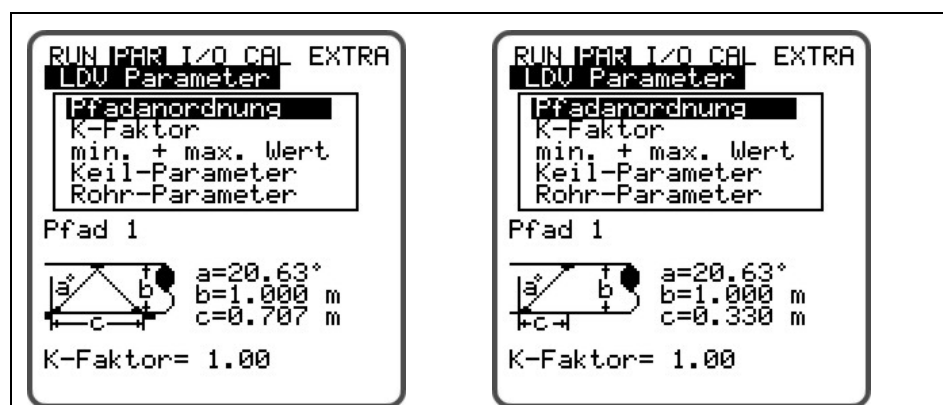 RUN PAR I/O CAL EXTRA
LDV Parameter
Pfadanordnung
K-Faktor
min. + max. Wert
Keil-Parameter
Rohr-Parameter
Pfad 1
a° b c
a=20.63°
b=1.000 m
c=0.707 m
K-Faktor= 1.00
RUN PAR I/O CAL EXTRA
LDV Parameter
Pfadanordnung
K-Faktor
min. + max. Wert
Keil-Parameter
Rohr-Parameter
Pfad 1
a° b c
a=20.63°
b=1.000 m
c=0.330 m
K-Faktor= 1.00